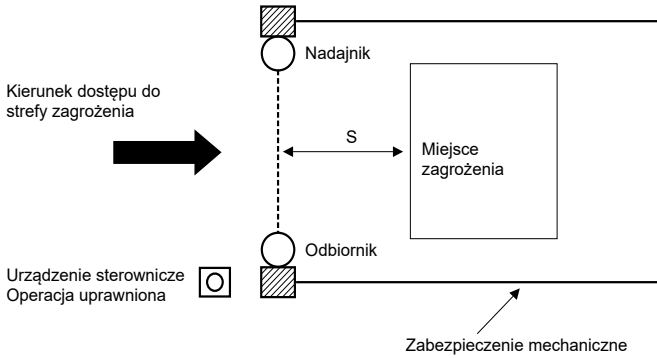 Nadajnik
Kierunek dostępu do
strefy zagrożenia
S
Miejsce
zagrożenia
Odbiornik
Urządzenie sterownicze
Operacja uprawniona
Zabezpieczenie mechaniczne